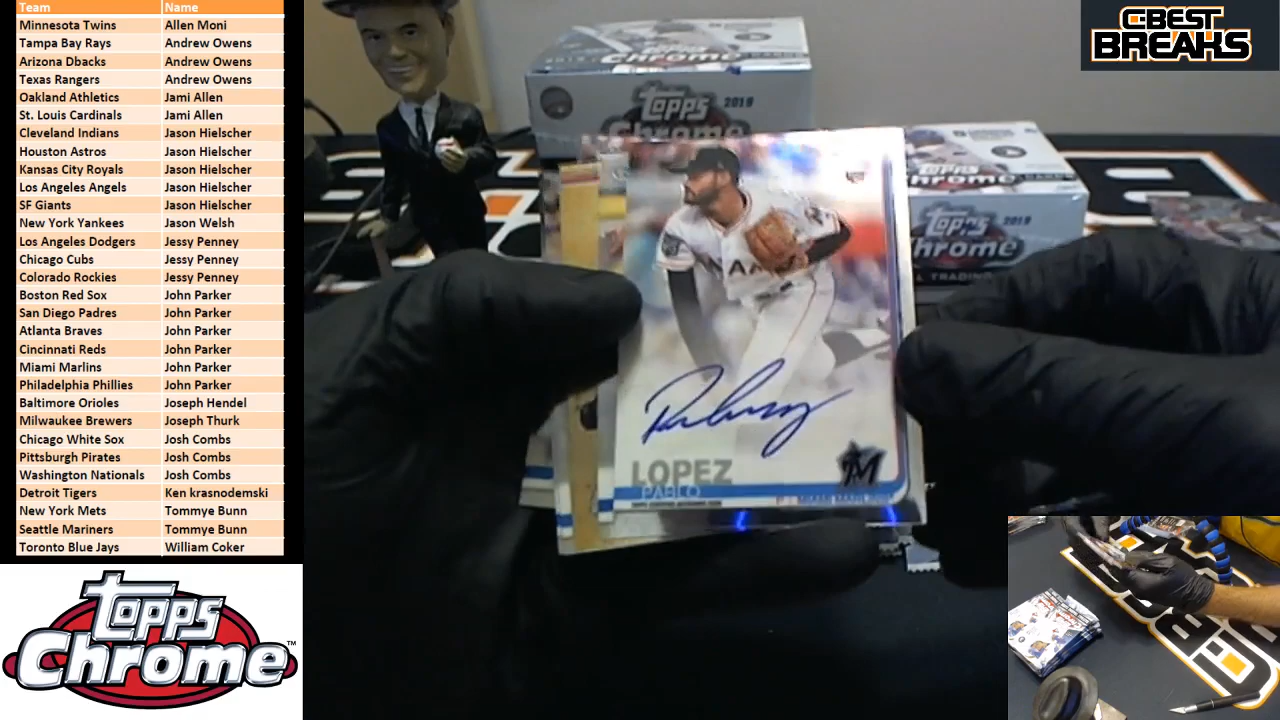 Team Name
Minnesota Twins Allen Moni
Tampa Bay Rays Andrew Owens
Arizona Dbacks Andrew Owens
Texas Rangers Andrew Owens
Oakland Athletics Jami Allen
St. Louis Cardinals Jami Allen
Cleveland Indians Jason Hielscher
Houston Astros Jason Hielscher
Kansas City Royals Jason Hielscher
Los Angeles Angels Jason Hielscher
SF Giants Jason Hielscher
New York Yankees Jason Welsh
Los Angeles Dodgers Jessy Penney
Chicago Cubs Jessy Penney
Colorado Rockies Jessy Penney
Boston Red Sox John Parker
San Diego Padres John Parker
Atlanta Braves John Parker
Cincinnati Reds John Parker
Miami Marlins John Parker
Philadelphia Phillies John Parker
Baltimore Orioles Joseph Hendel
Milwaukee Brewers Joseph Thurk
Chicago White Sox Josh Combs
Pittsburgh Pirates Josh Combs
Washington Nationals Josh Combs
Detroit Tigers Ken krasnodemski
New York Mets Tommye Bunn
Seattle Mariners Tommye Bunn
Toronto Blue Jays William Coker
Topps
Chrome™
C-BEST
BREAKS
Chrome
Topps 2019
Chrome
Chrome
Topps 2019
Chrome
LOPEZ
PABLO
M